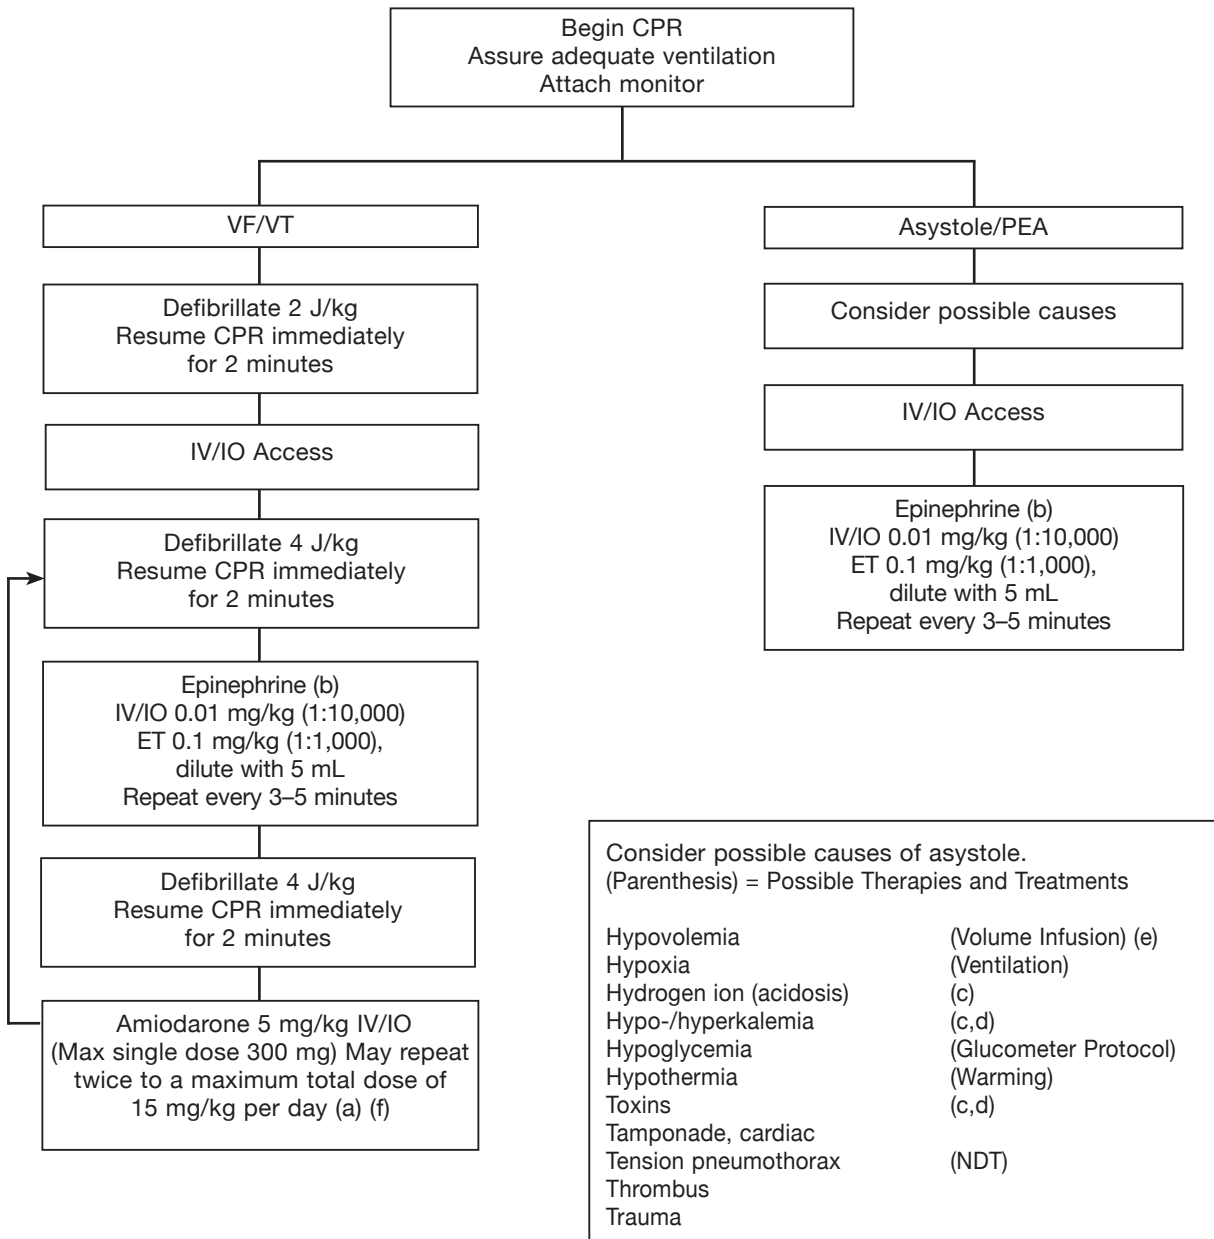 Begin CPR
Assure adequate ventilation
Attach monitor
VF/VT
Defibrillate 2 J/kg
Resume CPR immediately
for 2 minutes
IV/IO Access
Defibrillate 4 J/kg
Resume CPR immediately
for 2 minutes
Epinephrine (b)
IV/IO 0.01 mg/kg (1:10,000)
ET 0.1 mg/kg (1:1,000),
dilute with 5 mL
Repeat every 3–5 minutes
Defibrillate 4 J/kg
Resume CPR immediately
for 2 minutes
Amiodarone 5 mg/kg IV/IO
(Max single dose 300 mg) May repeat
twice to a maximum total dose of
15 mg/kg per day (a) (f)
Asystole/PEA
Consider possible causes
IV/IO Access
Epinephrine (b)
IV/IO 0.01 mg/kg (1:10,000)
ET 0.1 mg/kg (1:1,000),
dilute with 5 mL
Repeat every 3–5 minutes
Consider possible causes of asystole.
(Parenthesis) = Possible Therapies and Treatments
Hypovolemia (Volume Infusion) (e)
Hypoxia (Ventilation)
Hydrogen ion (acidosis) (c)
Hypo-/hyperkalemia (c,d)
Hypoglycemia (Glucometer Protocol)
Hypothermia (Warming)
Toxins (c,d)
Tamponade, cardiac
Tension pneumothorax (NDT)
Thrombus
Trauma